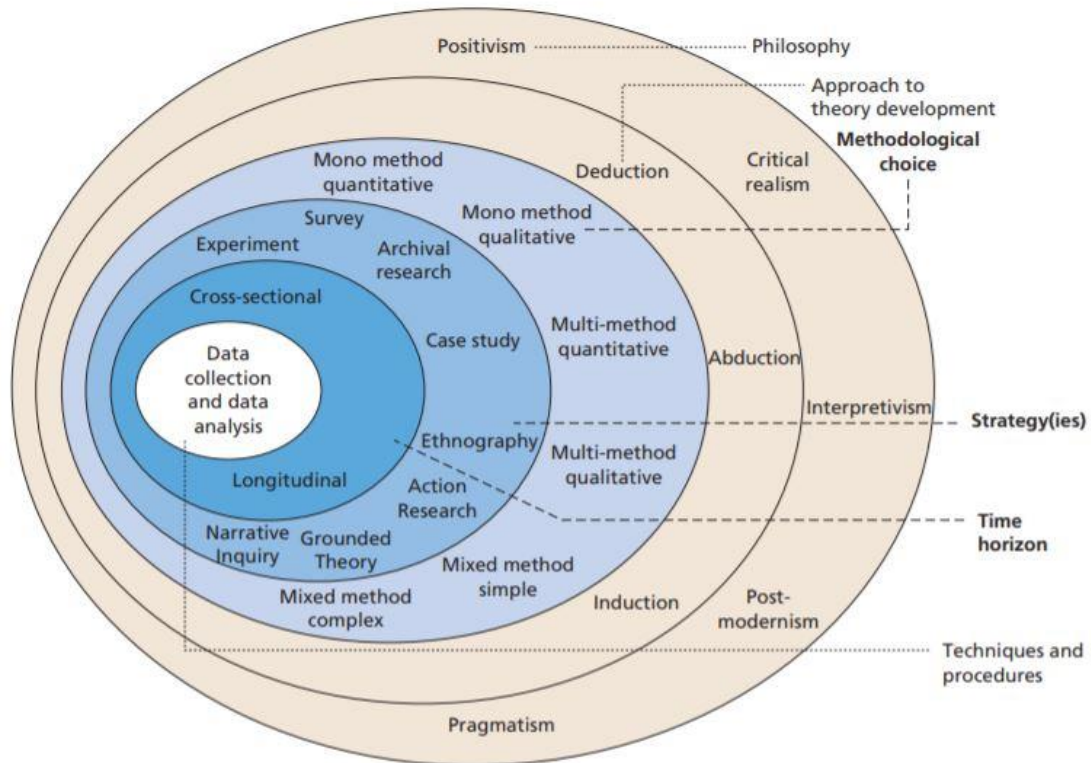 Positivism
Philosophy
Approach to
theory development
Methodological
choice
Critical
realism
Deduction
Mono method
quantitative
Mono method
qualitative
Survey
Experiment
Archival
research
Cross-sectional
Case study
Multi-method
quantitative
Abduction
Data
collection
and data
analysis
Interpretivism
Strategy(ies)
Ethnography
Multi-method
qualitative
Longitudinal
Action
Research
Time
horizon
Narrative
Inquiry
Grounded
Theory
Mixed method
simple
Mixed method
complex
Induction
Post-
modernism
Techniques and
procedures
Pragmatism